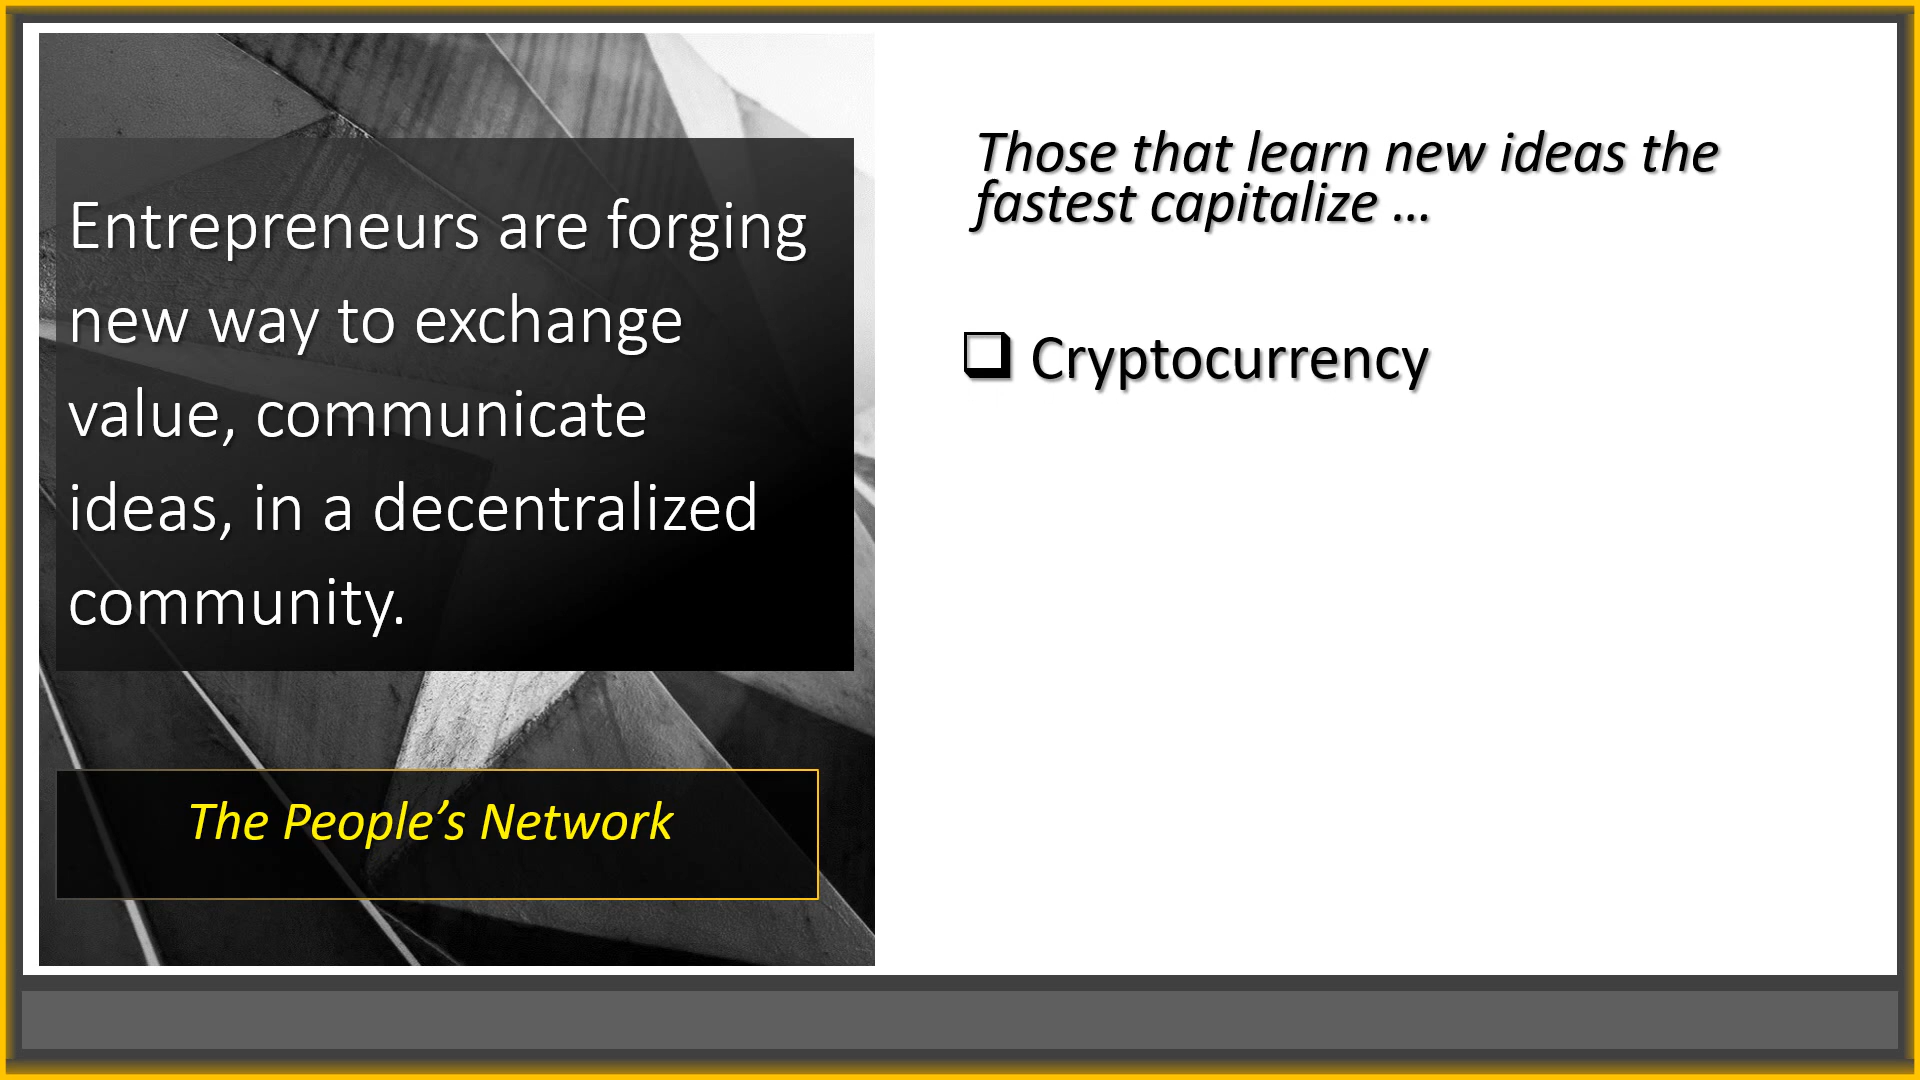 Entrepreneurs are forging
new way to exchange
value, communicate
ideas, in a decentralized
community.
The People’s Network
Those that learn new ideas the
fastest capitalize ...
❑ Cryptocurrency